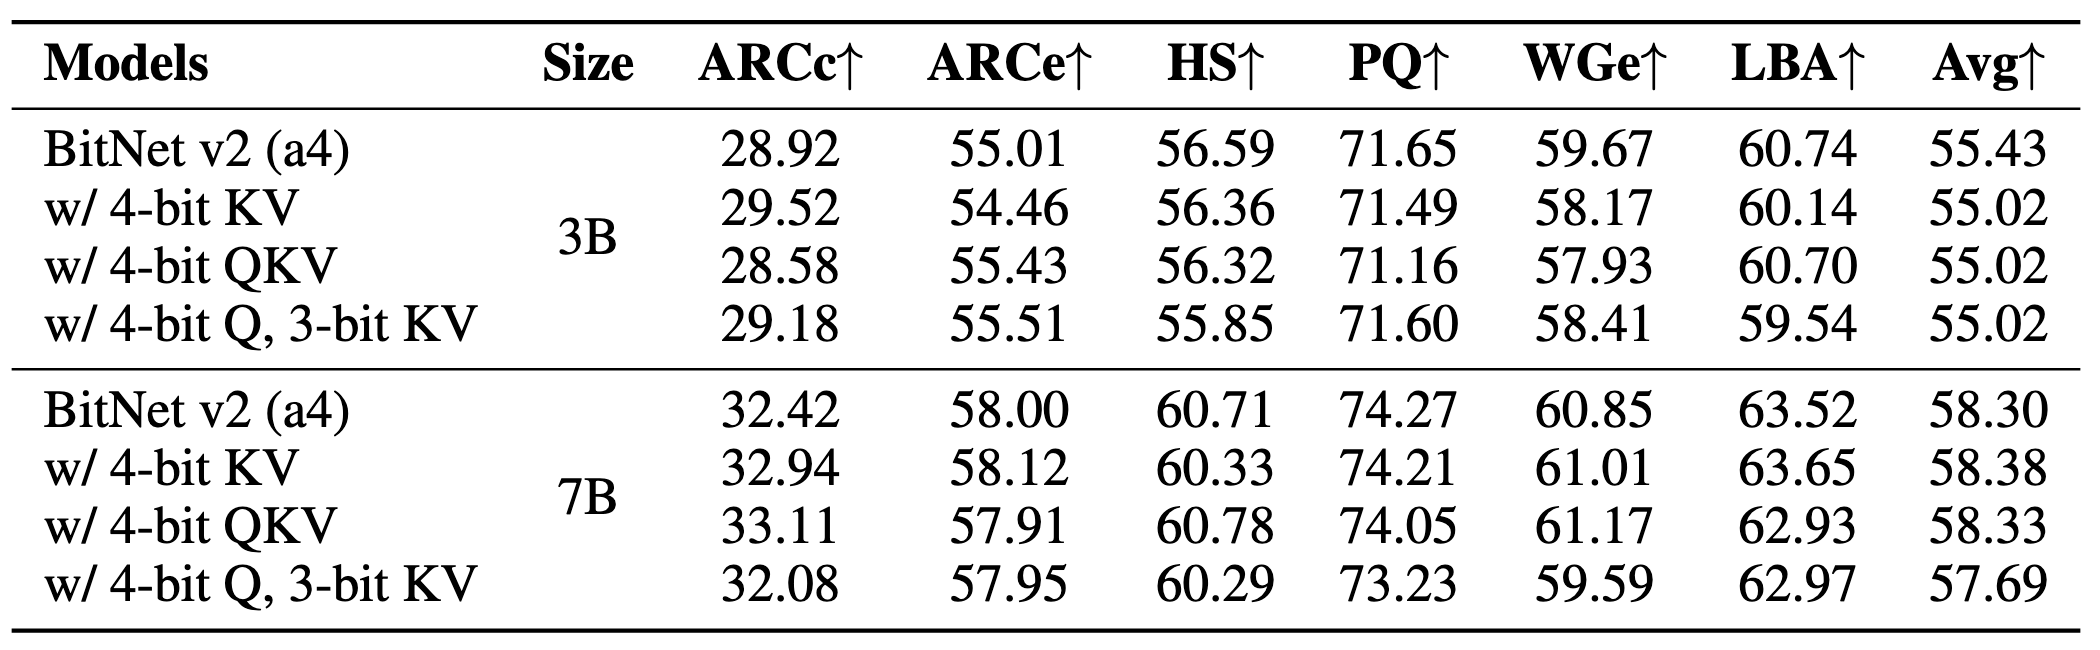 Models Size ARCc↑ ARCe↑ HS↑ PQ↑ WGe↑ LBA↑ Avg↑
BitNet v2 (a4) 28.92 55.01 56.59 71.65 59.67 60.74 55.43
w/ 4-bit KV 29.52 54.46 56.36 71.49 58.17 60.14 55.02
3B
w/ 4-bit QKV 28.58 55.43 56.32 71.16 57.93 60.70 55.02
w/ 4-bit Q, 3-bit KV 29.18 55.51 55.85 71.60 58.41 59.54 55.02
BitNet v2 (a4) 32.42 58.00 60.71 74.27 60.85 63.52 58.30
w/ 4-bit KV 32.94 58.12 60.33 74.21 61.01 63.65 58.38
7B
w/ 4-bit QKV 33.11 57.91 60.78 74.05 61.17 62.93 58.33
w/ 4-bit Q, 3-bit KV 32.08 57.95 60.29 73.23 59.59 62.97 57.69